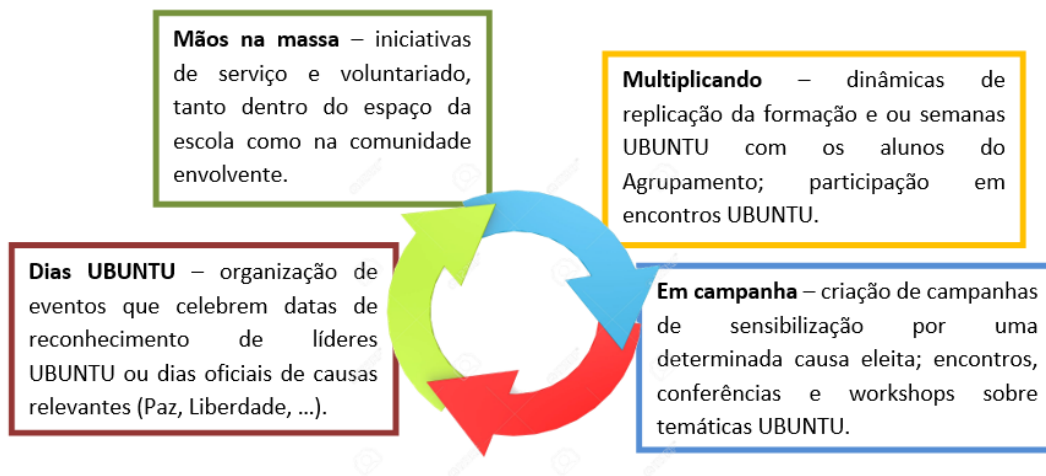 Mãos na massa – iniciativas
de serviço e voluntariado,
tanto dentro do espaço da
escola como na comunidade
envolvente.
Multiplicando – dinâmicas de
replicação da formação e ou semanas
UBUNTU com os alunos do
Agrupamento; participação em
encontros UBUNTU.
Dias UBUNTU – organização de
eventos que celebrem datas de
reconhecimento de líderes
UBUNTU ou dias oficiais de causas
relevantes (Paz, Liberdade, ...).
Em campanha – criação de campanhas
de sensibilização por uma
determinada causa eleita; encontros,
conferências e workshops sobre
temáticas UBUNTU.